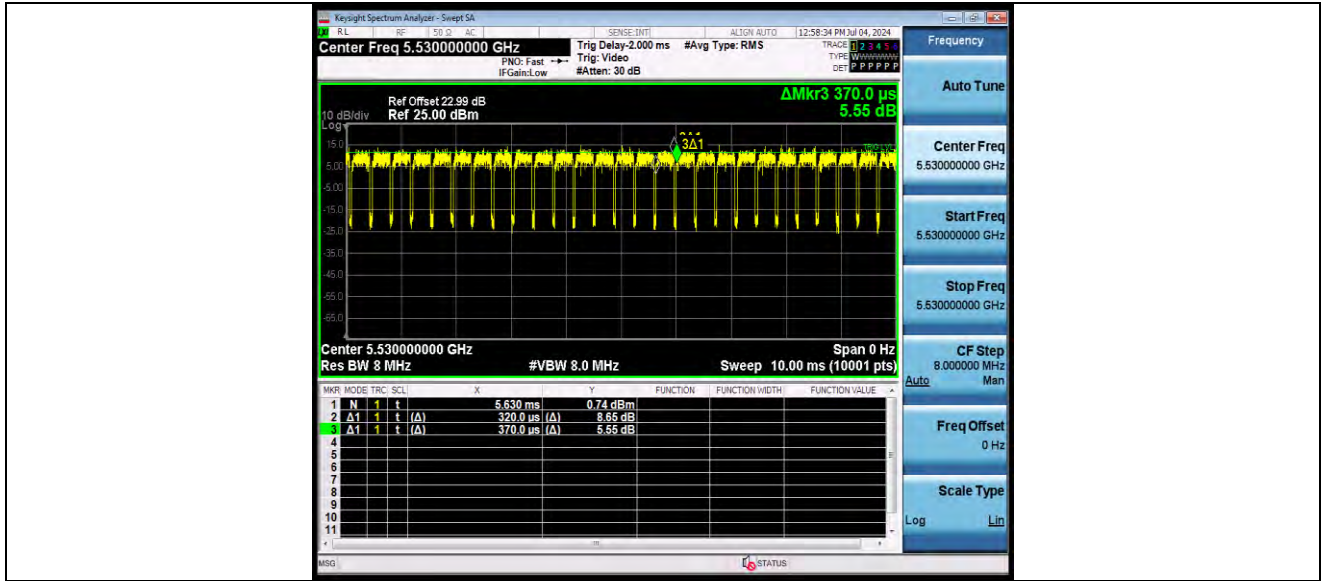 Keysight Spectrum Analyzer - Swept SA
RL RF 50 Ω AC SENSE:INT ALIGN AUTO 12:58:34 PM Jul 04, 2024
Center Freq 5.530000000 GHz
PNO: Fast
IFGain:Low
Trig Delay-2.000 ms
Trig: Video
#Atten: 30 dB
#Avg Type: RMS
TRACE 1 2 3 4 5 6
TYPE WWWWWW
DET P P P P P P
ΔMkr3 370.0 µs
5.55 dB
Ref Offset 22.99 dB
10 dB/div Ref 25.00 dBm
Log
15.0
5.00
-5.00
-15.0
-25.0
-35.0
-45.0
-55.0
-65.0
3Δ1
Center 5.530000000 GHz Span 0 Hz
Res BW 8 MHz #VBW 8.0 MHz Sweep 10.00 ms (10001 pts)
MKR MODE TRC SCL X Y FUNCTION FUNCTION WIDTH FUNCTION VALUE
1 N 1 t 5.630 ms 0.74 dBm
2 Δ1 1 t (Δ) 320.0 µs (Δ) 8.65 dB
3 Δ1 1 t (Δ) 370.0 µs (Δ) 5.55 dB
4
5
6
7
8
9
10
11
MSG STATUS
Frequency
Auto Tune
Center Freq
5.530000000 GHz
Start Freq
5.530000000 GHz
Stop Freq
5.530000000 GHz
CF Step
8.000000 MHz
Auto Man
Freq Offset
0 Hz
Scale Type
Log Lin